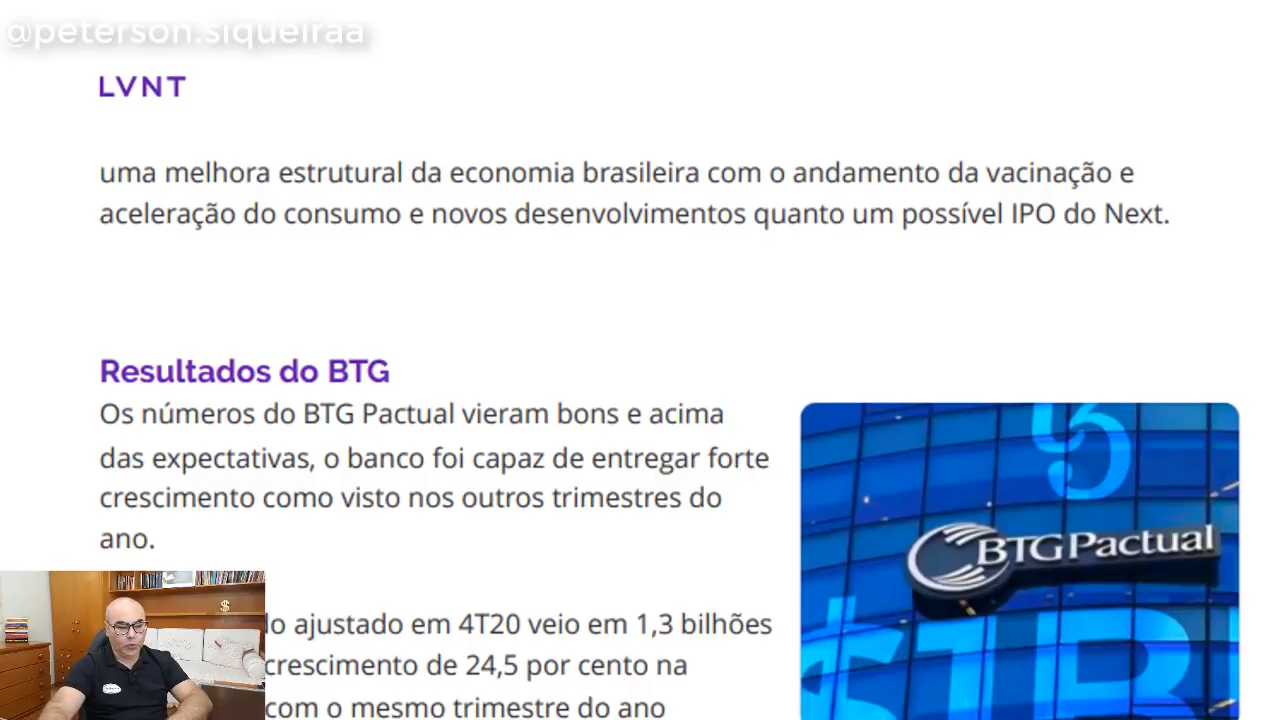 @peterson.siqueiraa
LVNT
uma melhora estrutural da economia brasileira com o andamento da vacinação e
aceleração do consumo e novos desenvolvimentos quanto um possível IPO do Next.
Resultados do BTG
Os números do BTG Pactual vieram bons e acima
das expectativas, o banco foi capaz de entregar forte
crescimento como visto nos outros trimestres do
ano.
BTGPactual
lo ajustado em 4T20 veio em 1,3 bilhões
crescimento de 24,5 por cento na
com o mesmo trimestre do ano